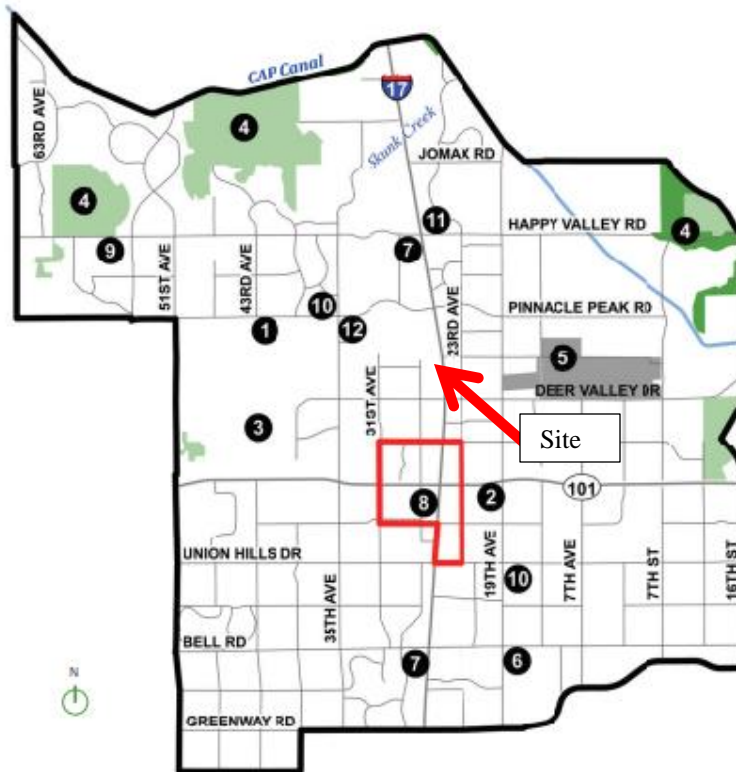 CAP Canal
63RD AVE
17
4
Skunk Creek
JOMAX RD
4
11
HAPPY VALLEY RD
4
9
7
51ST AVE
43RD AVE
10
23RD AVE
PINNACLE PEAK RD
1
12
5
31ST AVE
DEER VALLEY DR
3
Site
8
2
101
UNION HILLS DR
35TH AVE
19TH AVE
10
7TH AVE
7TH ST
16TH ST
BELL RD
7
6
N
GREENWAY RD